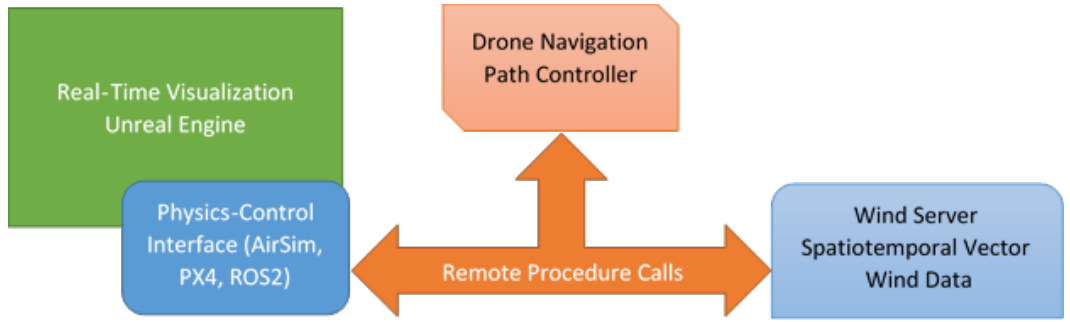 Real-Time Visualization
Unreal Engine
Drone Navigation
Path Controller
Physics-Control
Interface (AirSim,
PX4, ROS2)
Remote Procedure Calls
Wind Server
Spatiotemporal Vector
Wind Data